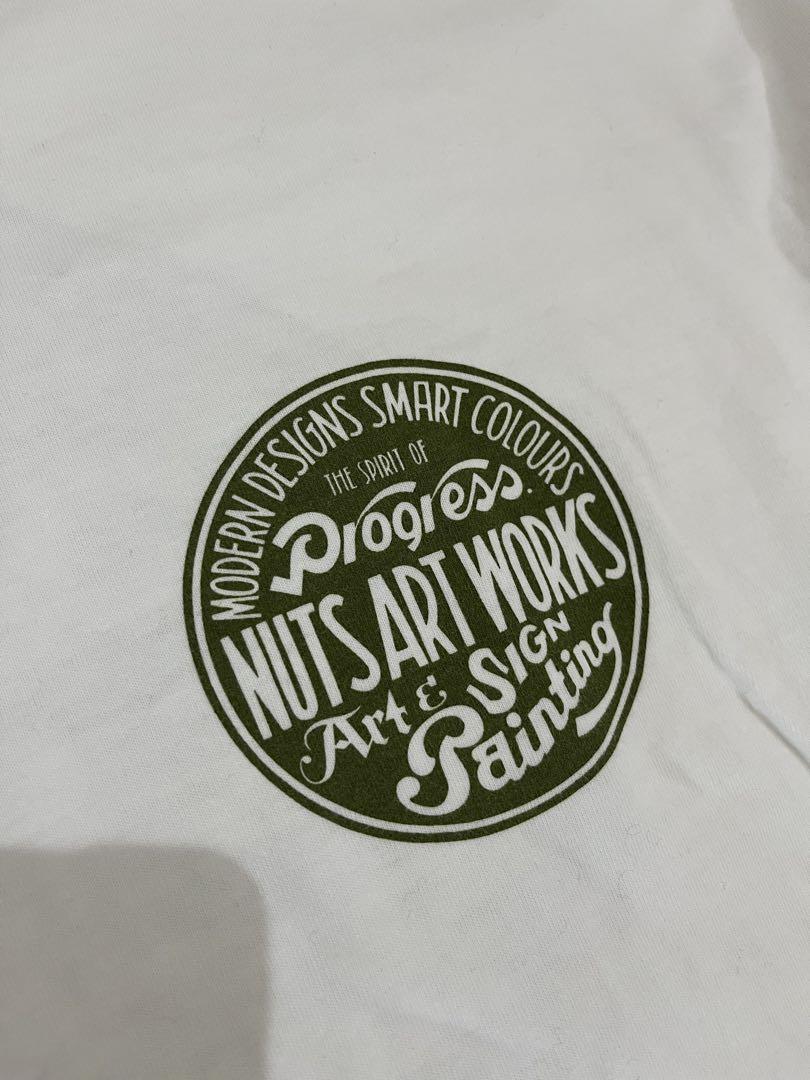 MODERN DESIGNS SMART COLOURS
THE SPIRIT OF
Progress.
NUTS ART WORKS
Art & SIGN
Painting